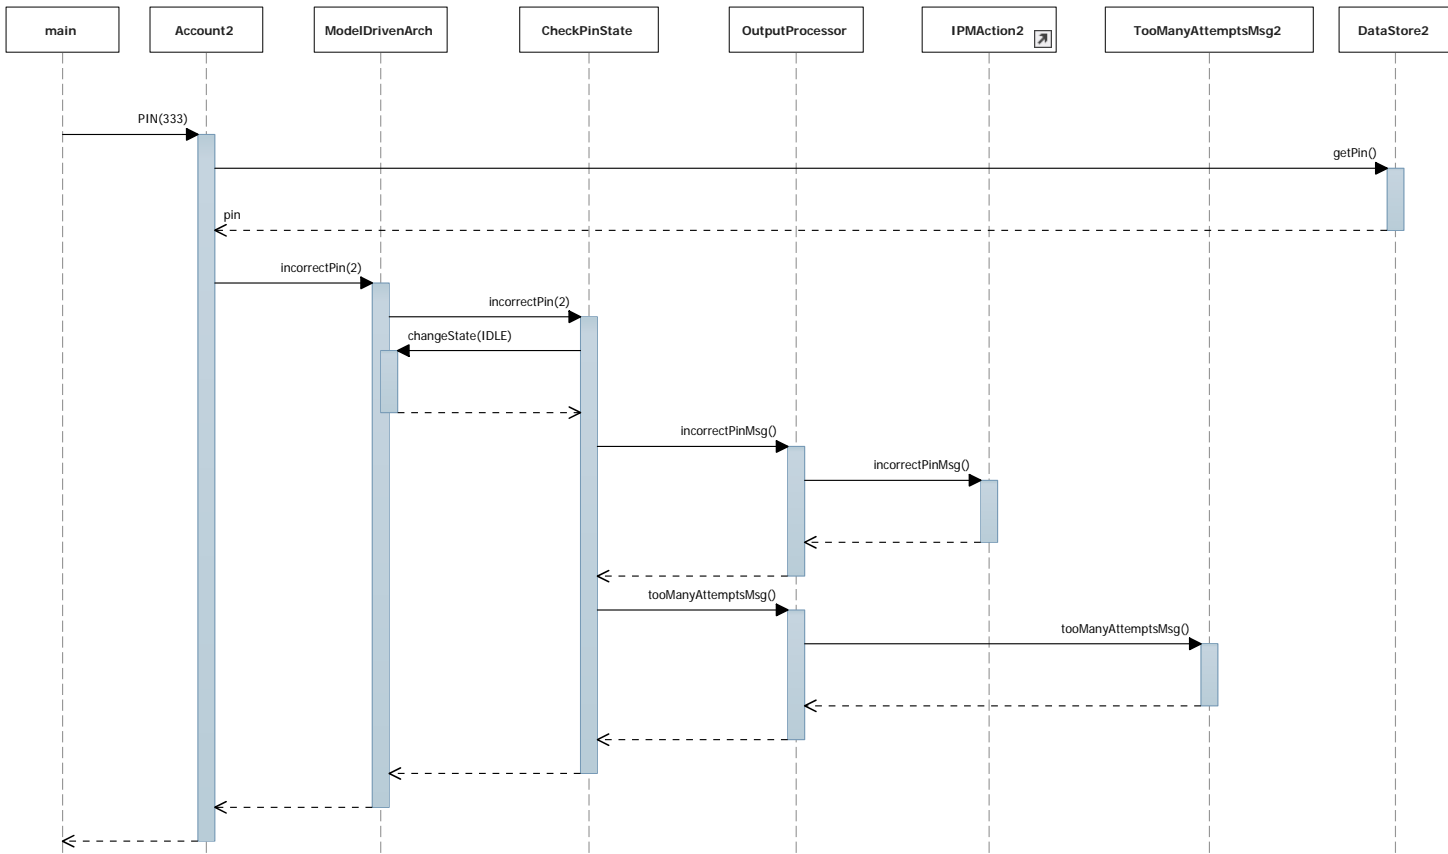 main
Account2
ModelDrivenArch
CheckPinState
OutputProcessor
IPMAction2
TooManyAttemptsMsg2
DataStore2
PIN(333)
getPin()
pin
incorrectPin(2)
incorrectPin(2)
changeState(IDLE)
incorrectPinMsg()
incorrectPinMsg()
tooManyAttemptsMsg()
tooManyAttemptsMsg()